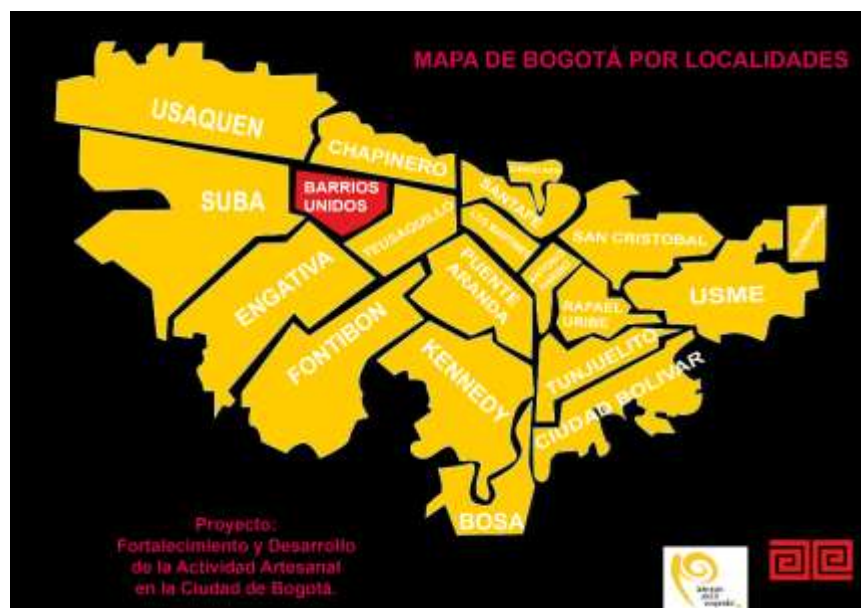 MAPA DE BOGOTÁ POR LOCALIDADES
USAQUEN
CHAPINERO
SANTAFE
SUBA
BARRIOS
UNIDOS
TEUSAQUILLO
SAN CRISTOBAL
ENGATIVA
PUENTE
ARANDA
RAFAEL
URIBE
USME
FONTIBON
KENNEDY
TUNJUELITO
CIUDAD BOLIVAR
BOSA
Proyecto:
Fortalecimiento y Desarrollo
de la Actividad Artesanal
en la Ciudad de Bogotá.